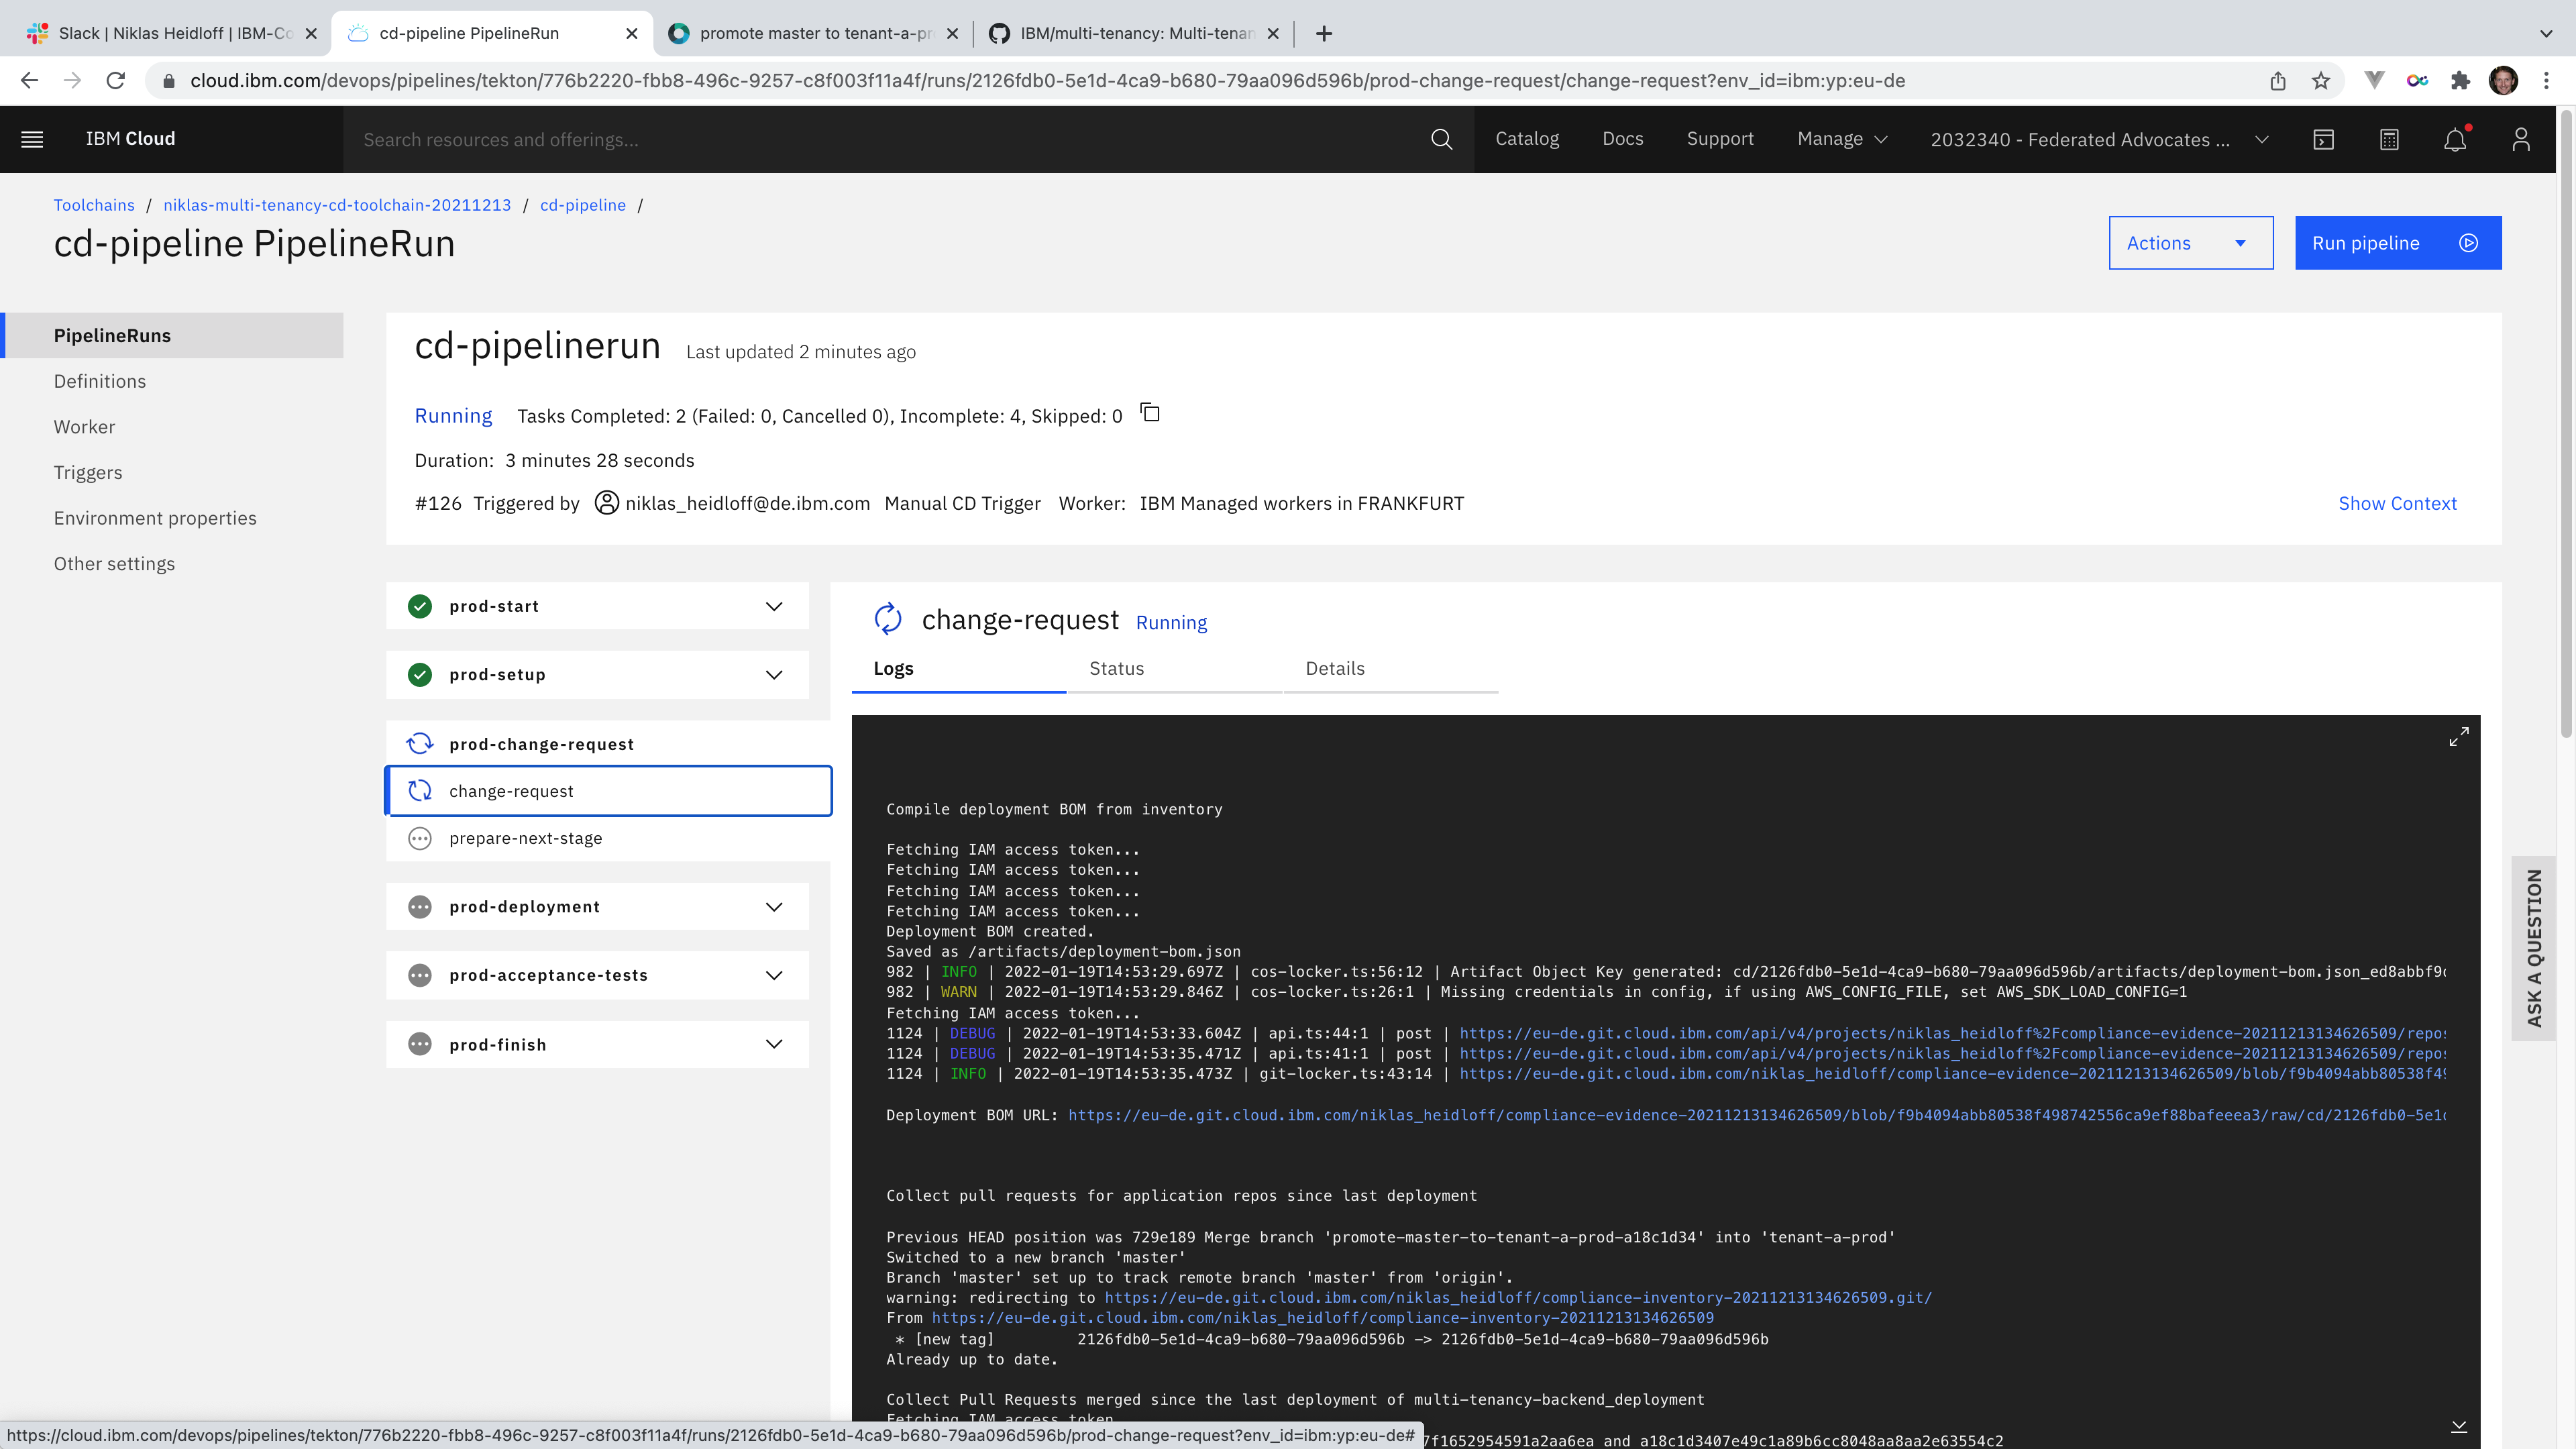 Slack | Niklas Heidloff | IBM-Co
cd-pipeline PipelineRun
promote master to tenant-a-pr
IBM/multi-tenancy: Multi-tenan
cloud.ibm.com/devops/pipelines/tekton/776b2220-fbb8-496c-9257-c8f003f11a4f/runs/2126fdb0-5e1d-4ca9-b680-79aa096d596b/prod-change-request/change-request?env_id=ibm:yp:eu-de
IBM Cloud
Search resources and offerings...
Catalog
Docs
Support
Manage
2032340 - Federated Advocates ...
Toolchains / niklas-multi-tenancy-cd-toolchain-20211213 / cd-pipeline /
cd-pipeline PipelineRun
Actions
Run pipeline
PipelineRuns
Definitions
Worker
Triggers
Environment properties
Other settings
cd-pipelinerun Last updated 2 minutes ago
Running Tasks Completed: 2 (Failed: 0, Cancelled 0), Incomplete: 4, Skipped: 0
Duration: 3 minutes 28 seconds
#126 Triggered by niklas_heidloff@de.ibm.com Manual CD Trigger Worker: IBM Managed workers in FRANKFURT
Show Context
prod-start
prod-setup
prod-change-request
change-request
prepare-next-stage
prod-deployment
prod-acceptance-tests
prod-finish
change-request Running
Logs
Status
Details
Compile deployment BOM from inventory
Fetching IAM access token...
Fetching IAM access token...
Fetching IAM access token...
Fetching IAM access token...
Deployment BOM created.
Saved as /artifacts/deployment-bom.json
982 | INFO | 2022-01-19T14:53:29.697Z | cos-locker.ts:56:12 | Artifact Object Key generated: cd/2126fdb0-5e1d-4ca9-b680-79aa096d596b/artifacts/deployment-bom.json_ed8abbf9
982 | WARN | 2022-01-19T14:53:29.846Z | cos-locker.ts:26:1 | Missing credentials in config, if using AWS_CONFIG_FILE, set AWS_SDK_LOAD_CONFIG=1
Fetching IAM access token...
1124 | DEBUG | 2022-01-19T14:53:33.604Z | api.ts:44:1 | post | https://eu-de.git.cloud.ibm.com/api/v4/projects/niklas_heidloff%2Fcompliance-evidence-20211213134626509/repos
1124 | DEBUG | 2022-01-19T14:53:35.471Z | api.ts:41:1 | post | https://eu-de.git.cloud.ibm.com/api/v4/projects/niklas_heidloff%2Fcompliance-evidence-20211213134626509/repos
1124 | INFO | 2022-01-19T14:53:35.473Z | git-locker.ts:43:14 | https://eu-de.git.cloud.ibm.com/niklas_heidloff/compliance-evidence-20211213134626509/blob/f9b4094abb80538f49
Deployment BOM URL: https://eu-de.git.cloud.ibm.com/niklas_heidloff/compliance-evidence-20211213134626509/blob/f9b4094abb80538f498742556ca9ef88bafeeea3/raw/cd/2126fdb0-5e1
Collect pull requests for application repos since last deployment
Previous HEAD position was 729e189 Merge branch 'promote-master-to-tenant-a-prod-a18c1d34' into 'tenant-a-prod'
Switched to a new branch 'master'
Branch 'master' set up to track remote branch 'master' from 'origin'.
warning: redirecting to https://eu-de.git.cloud.ibm.com/niklas_heidloff/compliance-inventory-20211213134626509.git/
From https://eu-de.git.cloud.ibm.com/niklas_heidloff/compliance-inventory-20211213134626509
* [new tag] 2126fdb0-5e1d-4ca9-b680-79aa096d596b -> 2126fdb0-5e1d-4ca9-b680-79aa096d596b
Already up to date.
Collect Pull Requests merged since the last deployment of multi-tenancy-backend_deployment
Fetching IAM access token
7f1652954591a2aa6ea and a18c1d3407e49c1a89b6cc8048aa8aa2e63554c2
ASK A QUESTION
https://cloud.ibm.com/devops/pipelines/tekton/776b2220-fbb8-496c-9257-c8f003f11a4f/runs/2126fdb0-5e1d-4ca9-b680-79aa096d596b/prod-change-request?env_id=ibm:yp:eu-de#